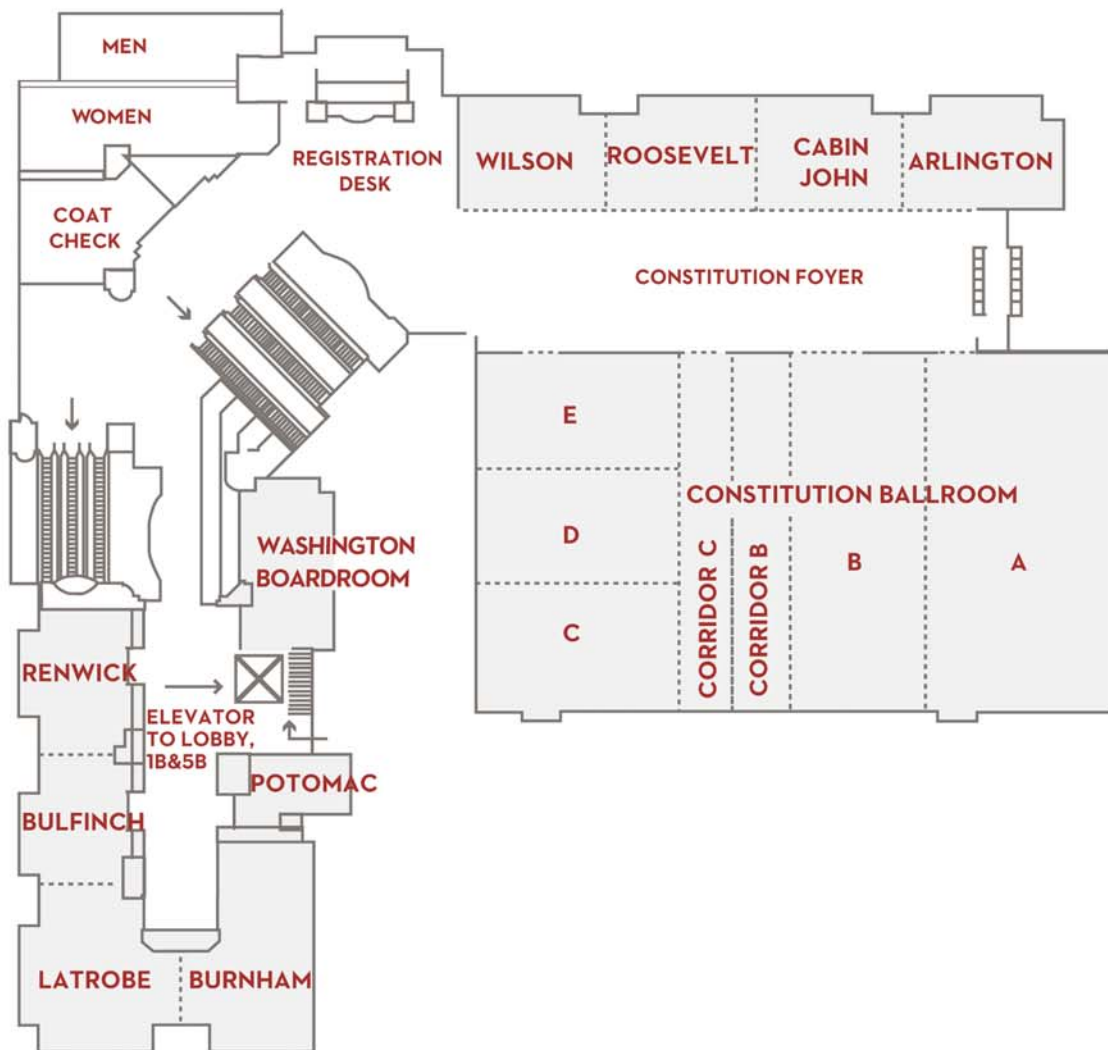 MEN
WOMEN
COAT
CHECK
REGISTRATION
DESK
WILSON
ROOSEVELT
CABIN
JOHN
ARLINGTON
CONSTITUTION FOYER
E
D
C
CONSTITUTION BALLROOM
CORRIDOR C
CORRIDOR B
B
A
WASHINGTON
BOARDROOM
RENWICK
ELEVATOR
TO LOBBY,
1B&5B
POTOMAC
BULFINCH
LATROBE
BURNHAM